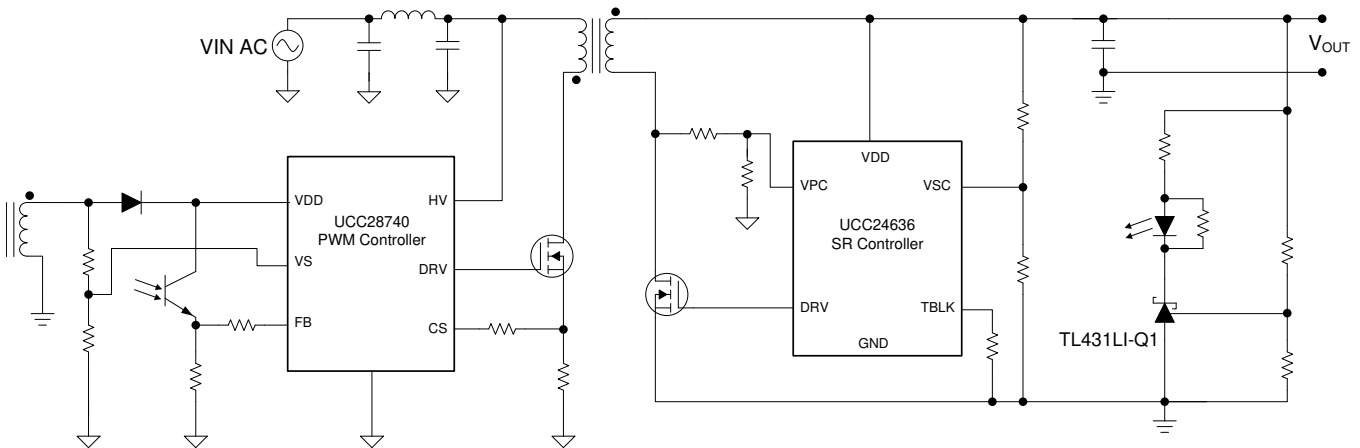 VIN AC
VOUT
VDD
HV
UCC28740
PWM Controller
VS
DRV
FB
CS
VDD
VPC
VSC
UCC24636
SR Controller
DRV
TBLK
GND
TL431LI-Q1